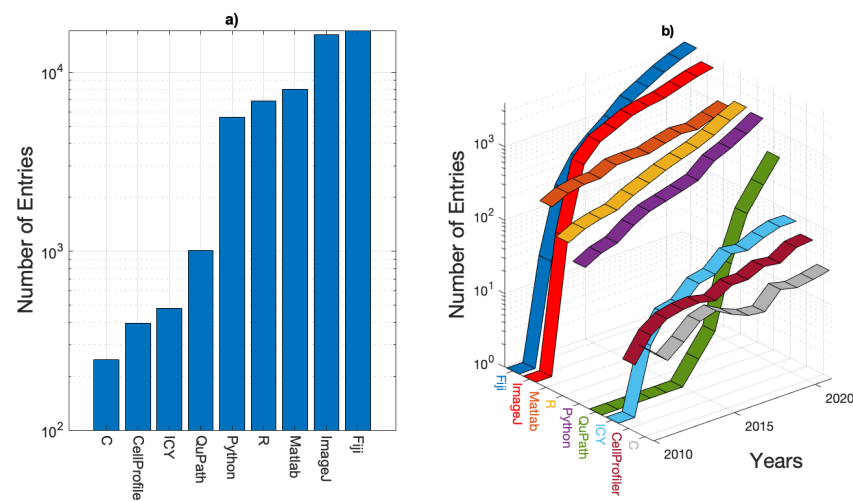 a)
Number of Entries
10^4
10^3
10^2
C
CellProfile
ICY
QuPath
Python
R
Matlab
ImageJ
Fiji
b)
Number of Entries
10^3
10^2
10^1
10^0
Fiji
ImageJ
Matlab
R
Python
QuPath
ICY
CellProfiler
C
2010
2015
2020
Years